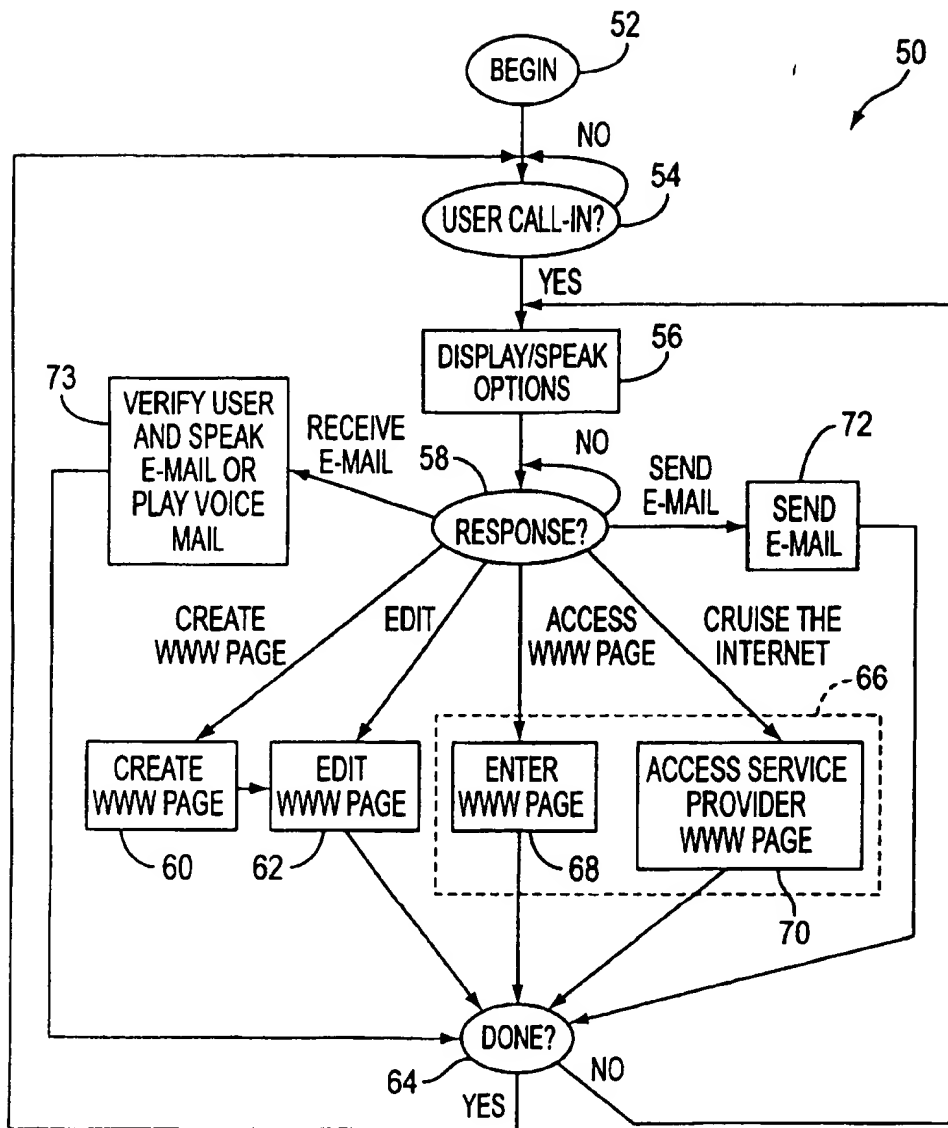 52
BEGIN
50
NO
54
USER CALL-IN?
YES
56
DISPLAY/SPEAK
OPTIONS
73
VERIFY USER
AND SPEAK
E-MAIL OR
PLAY VOICE
MAIL
RECEIVE
E-MAIL
58
NO
RESPONSE?
SEND
E-MAIL
72
SEND
E-MAIL
CREATE
WWW PAGE
EDIT
ACCESS
WWW PAGE
CRUISE THE
INTERNET
66
CREATE
WWW PAGE
60
EDIT
WWW PAGE
62
ENTER
WWW PAGE
68
ACCESS SERVICE
PROVIDER
WWW PAGE
70
DONE?
64
YES
NO